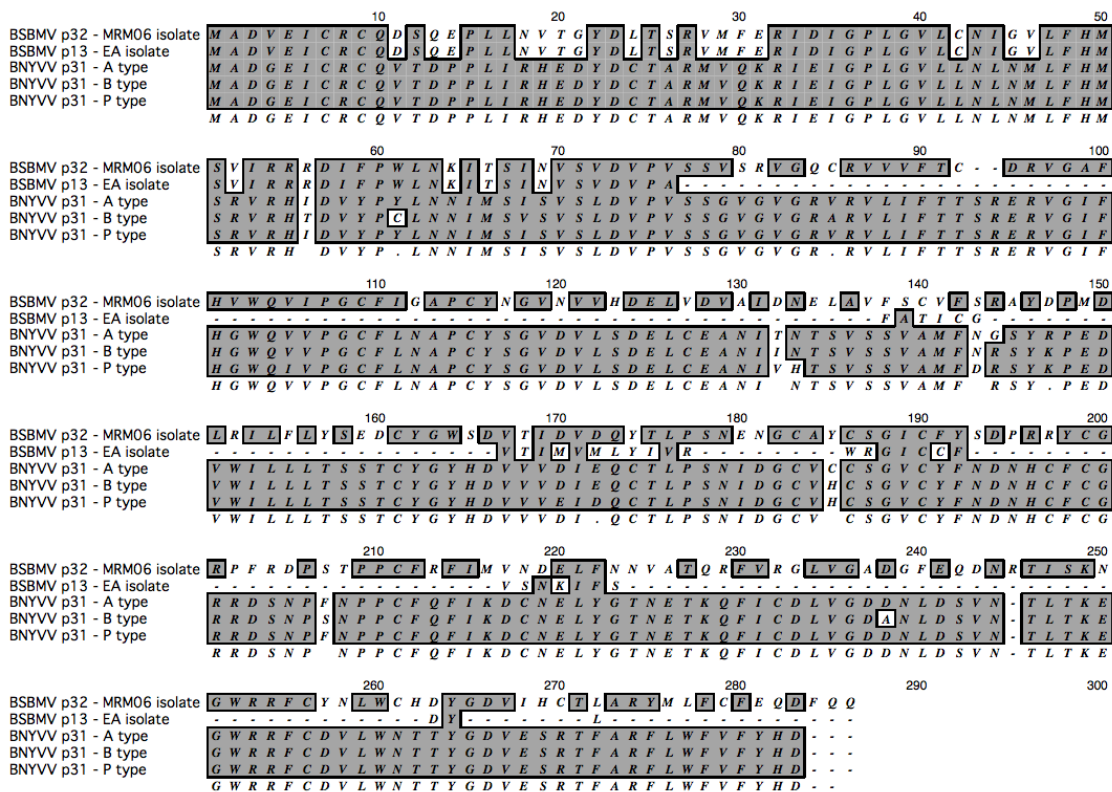 10 20 30 40 50
BSBMV p32 - MRM06 isolate M A D V E I C R C Q D S Q E P L L N V T G Y D L T S R V M F E R I D I G P L G V L C N I G V L F H M
BSBMV p13 - EA isolate M A D V E I C R C Q D S Q E P L L N V T G Y D L T S R V M F E R I D I G P L G V L C N I G V L F H M
BNYVV p31 - A type M A D G E I C R C Q V T D P P L I R H E D Y D C T A R M V Q K R I E I G P L G V L L N L N M L F H M
BNYVV p31 - B type M A D G E I C R C Q V T D P P L I R H E D Y D C T A R M V Q K R I E I G P L G V L L N L N M L F H M
BNYVV p31 - P type M A D G E I C R C Q V T D P P L I R H E D Y D C T A R M V Q K R I E I G P L G V L L N L N M L F H M
M A D G E I C R C Q V T D P P L I R H E D Y D C T A R M V Q K R I E I G P L G V L L N L N M L F H M
60 70 80 90 100
BSBMV p32 - MRM06 isolate S V I R R R D I F P W L N K I T S I N V S V D V P V S S V S R V G Q C R V V V F T C - - D R V G A F
BSBMV p13 - EA isolate S V I R R R D I F P W L N K I T S I N V S V D V P A - - - - - - - - - - - - - - - - - - - - - - - -
BNYVV p31 - A type S R V R H I D V Y P Y L N N I M S I S V S L D V P V S S G V G V G R V R V L I F T T S R E R V G I F
BNYVV p31 - B type S R V R H T D V Y P C L N N I M S V S V S L D V P V S S G V G V G R A R V L I F T T S R E R V G I F
BNYVV p31 - P type S R V R H I D V Y P Y L N N I M S I S V S L D V P V S S G V G V G R V R V L I F T T S R E R V G I F
S R V R H D V Y P . L N N I M S I S V S L D V P V S S G V G V G R . R V L I F T T S R E R V G I F
110 120 130 140 150
BSBMV p32 - MRM06 isolate H V W Q V I P G C F I G A P C Y N G V N V V H D E L V D V A I D N E L A V F S C V F S R A Y D P M D
BSBMV p13 - EA isolate - - - - - - - - - - - - - - - - - - - - - - - - - - - - - - - - - - - - - F A T I C G - - - - - - -
BNYVV p31 - A type H G W Q V V P G C F L N A P C Y S G V D V L S D E L C E A N I T N T S V S S V A M F N G S Y R P E D
BNYVV p31 - B type H G W Q V V P G C F L N A P C Y S G V D V L S D E L C E A N I I N T S V S S V A M F N R S Y K P E D
BNYVV p31 - P type H G W Q I V P G C F L N A P C Y S G V D V L S D E L C E A N I V H T S V S S V A M F D R S Y K P E D
H G W Q V V P G C F L N A P C Y S G V D V L S D E L C E A N I N T S V S S V A M F R S Y . P E D
160 170 180 190 200
BSBMV p32 - MRM06 isolate L R I L F L Y S E D C Y G W S D V T I D V D Q Y T L P S N E N G C A Y C S G I C F Y S D P R R Y C G
BSBMV p13 - EA isolate - - - - - - - - - - - - - - - - V T I M V M L Y I V R - - - - - - - - W R G I C C F - - - - - - - -
BNYVV p31 - A type V W I L L L T S S T C Y G Y H D V V V D I E Q C T L P S N I D G C V C C S G V C Y F N D N H C F C G
BNYVV p31 - B type V W I L L L T S S T C Y G Y H D V V V D I E Q C T L P S N I D G C V H C S G V C Y F N D N H C F C G
BNYVV p31 - P type V W I L L L T S S T C Y G Y H D V V V E I D Q C T L P S N I D G C V H C S G V C Y F N D N H C F C G
V W I L L L T S S T C Y G Y H D V V V D I . Q C T L P S N I D G C V C S G V C Y F N D N H C F C G
210 220 230 240 250
BSBMV p32 - MRM06 isolate R P F R D P S T P P C F R F I M V N D E L F N N V A T Q R F V R G L V G A D G F E Q D N R T I S K N
BSBMV p13 - EA isolate - - - - - - - - - - - - - - - - V S N K I F S - - - - - - - - - - - - - - - - - - - - - - - - - - -
BNYVV p31 - A type R R D S N P F N P P C F Q F I K D C N E L Y G T N E T K Q F I C D L V G D D N L D S V N - T L T K E
BNYVV p31 - B type R R D S N P S N P P C F Q F I K D C N E L Y G T N E T K Q F I C D L V G D A N L D S V N - T L T K E
BNYVV p31 - P type R R D S N P F N P P C F Q F I K D C N E L Y G T N E T K Q F I C D L V G D D N L D S V N - T L T K E
R R D S N P N P P C F Q F I K D C N E L Y G T N E T K Q F I C D L V G D D N L D S V N - T L T K E
260 270 280 290 300
BSBMV p32 - MRM06 isolate G W R R F C Y N L W C H D Y G D V I H C T L A R Y M L F C F E Q D F Q Q
BSBMV p13 - EA isolate - - - - - - - - - - - - D Y - - - - - - - L - - - - - - - - - - - - - -
BNYVV p31 - A type G W R R F C D V L W N T T Y G D V E S R T F A R F L W F V F Y H D - - -
BNYVV p31 - B type G W R R F C D V L W N T T Y G D V E S R T F A R F L W F V F Y H D - - -
BNYVV p31 - P type G W R R F C D V L W N T T Y G D V E S R T F A R F L W F V F Y H D - - -
G W R R F C D V L W N T T Y G D V E S R T F A R F L W F V F Y H D - - -